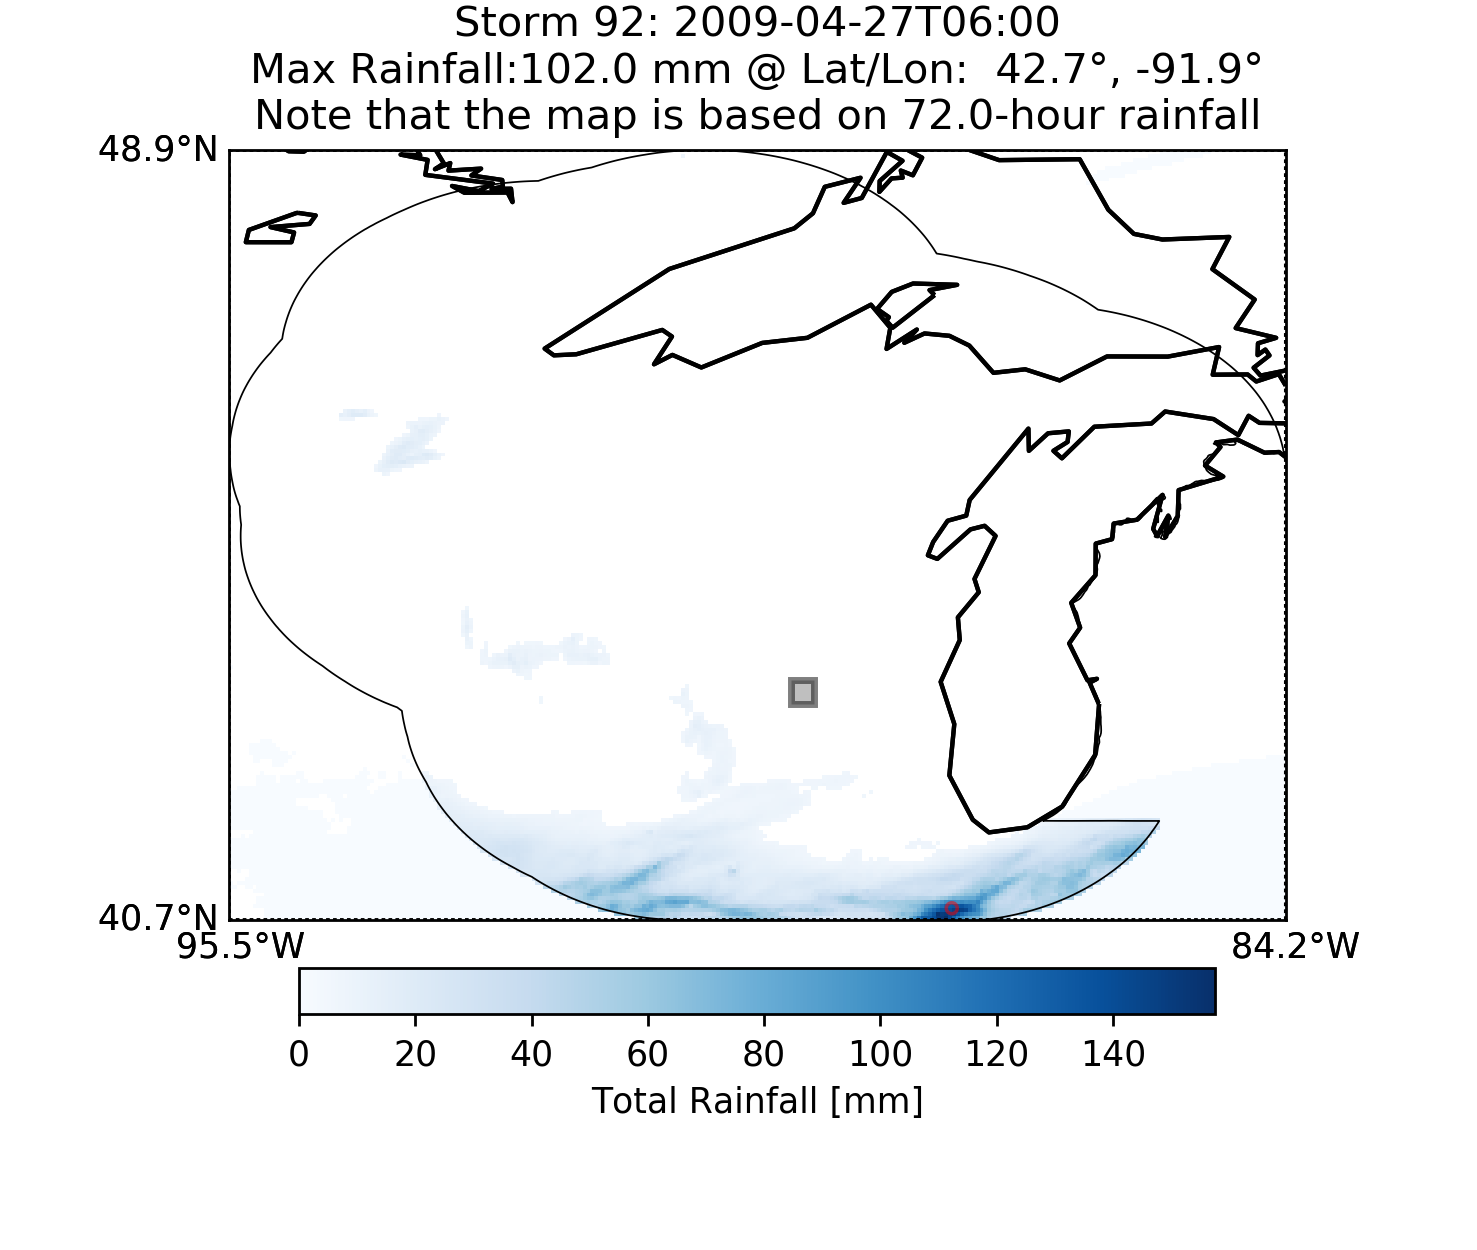 Storm 92: 2009-04-27T06:00
Max Rainfall:102.0 mm @ Lat/Lon:  42.7°, -91.9°
Note that the map is based on 72.0-hour rainfall
48.9°N
40.7°N
95.5°W 84.2°W
0 20 40 60 80 100 120 140
Total Rainfall [mm]